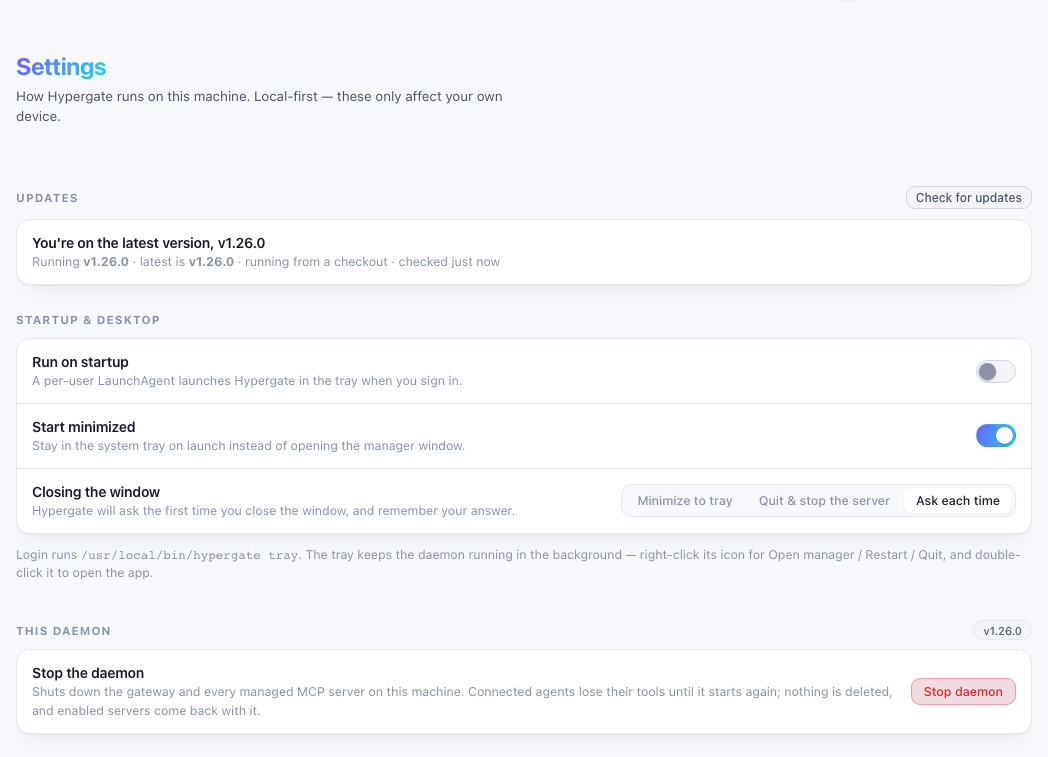 Settings
How Hypergate runs on this machine. Local-first — these only affect your own
device.
UPDATES
Check for updates
You're on the latest version, v1.26.0
Running v1.26.0 · latest is v1.26.0 · running from a checkout · checked just now
STARTUP & DESKTOP
Run on startup
A per-user LaunchAgent launches Hypergate in the tray when you sign in.
Start minimized
Stay in the system tray on launch instead of opening the manager window.
Closing the window
Hypergate will ask the first time you close the window, and remember your answer.
Minimize to tray
Quit & stop the server
Ask each time
Login runs /usr/local/bin/hypergate tray. The tray keeps the daemon running in the background — right-click its icon for Open manager / Restart / Quit, and double-
click it to open the app.
THIS DAEMON
v1.26.0
Stop the daemon
Shuts down the gateway and every managed MCP server on this machine. Connected agents lose their tools until it starts again; nothing is deleted,
and enabled servers come back with it.
Stop daemon